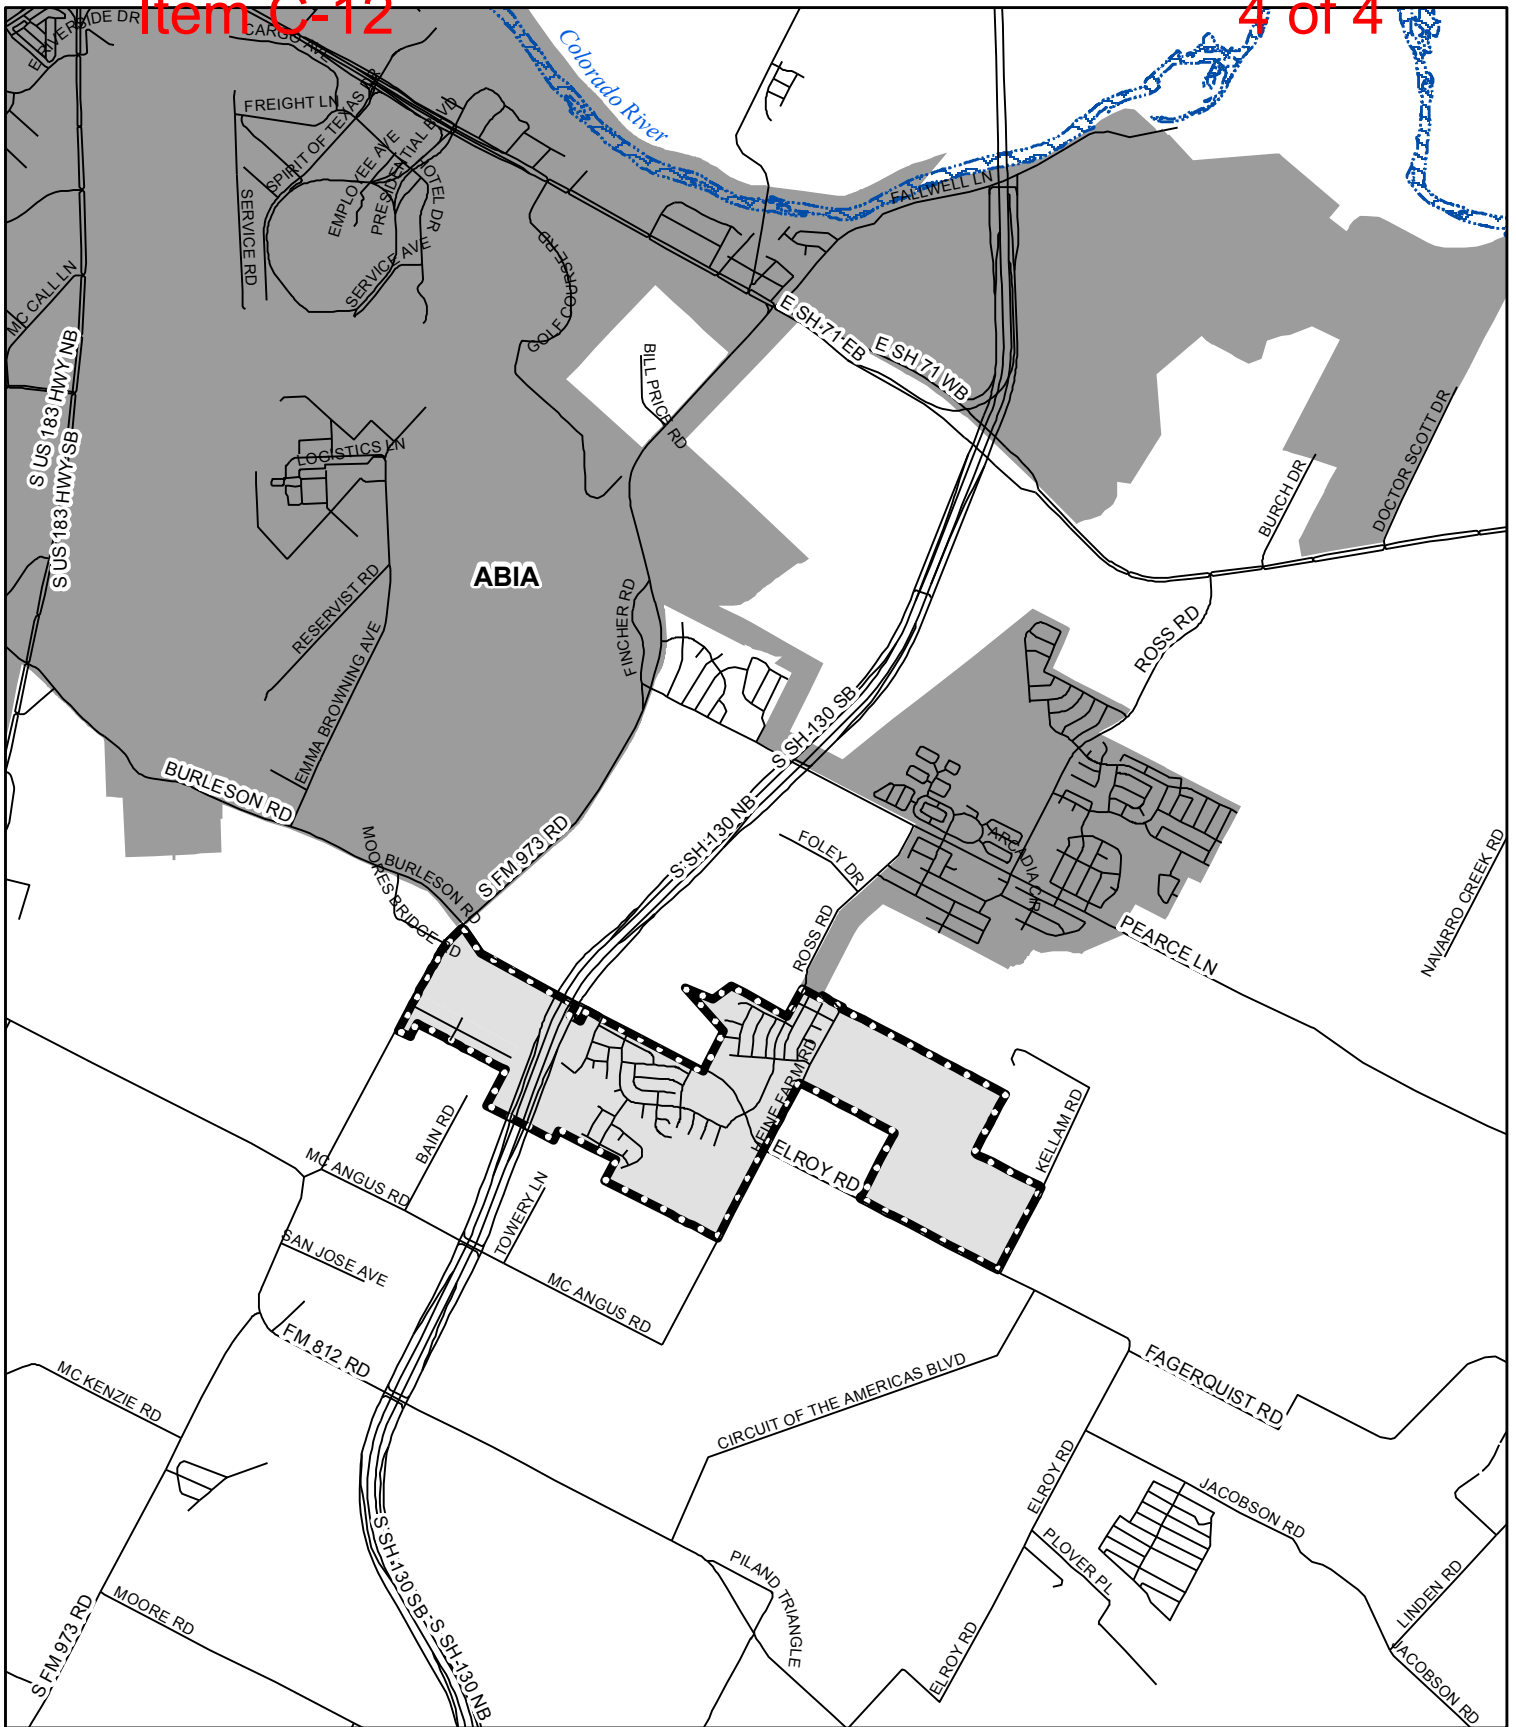 Item C-12
4 of 4
E RIVERSIDE DR
CARGO AVE
Colorado River
FREIGHT LN
SPIRIT OF TEXAS DR
EMPLOYEE AVE
PRESIDENTIAL BLVD
HOTEL DR
SERVICE RD
SERVICE AVE
FALLWELL LN
GOLF COURSE RD
MC CALL LN
S US 183 HWY NB
S US 183 HWY SB
E SH 71 EB
E SH 71 WB
BILL PRICE RD
LOGISTICS LN
DOCTOR SCOTT DR
BURCH DR
ABIA
RESERVIST RD
FINCHER RD
ROSS RD
EMMA BROWNING AVE
S SH-130 SB
BURLESON RD
S SH-130 NB
S FM 973 RD
FOLEY DR
ARCADIA CIR
MOORES BRIDGE RD
BURLESON RD
NAVARRO CREEK RD
ROSS RD
PEARCE LN
HEINE FARM RD
KELLAM RD
BAIN RD
MC ANGUS RD
ELROY RD
TOWERY LN
SAN JOSE AVE
MC ANGUS RD
FM 812 RD
MC KENZIE RD
CIRCUIT OF THE AMERICAS BLVD
FAGERQUIST RD
ELROY RD
JACOBSON RD
PLOVER PL
S SH-130 SB
PILAND TRIANGLE
LINDEN RD
MOORE RD
S FM 973 RD
S SH-130 NB
ELROY RD
JACOBSON RD